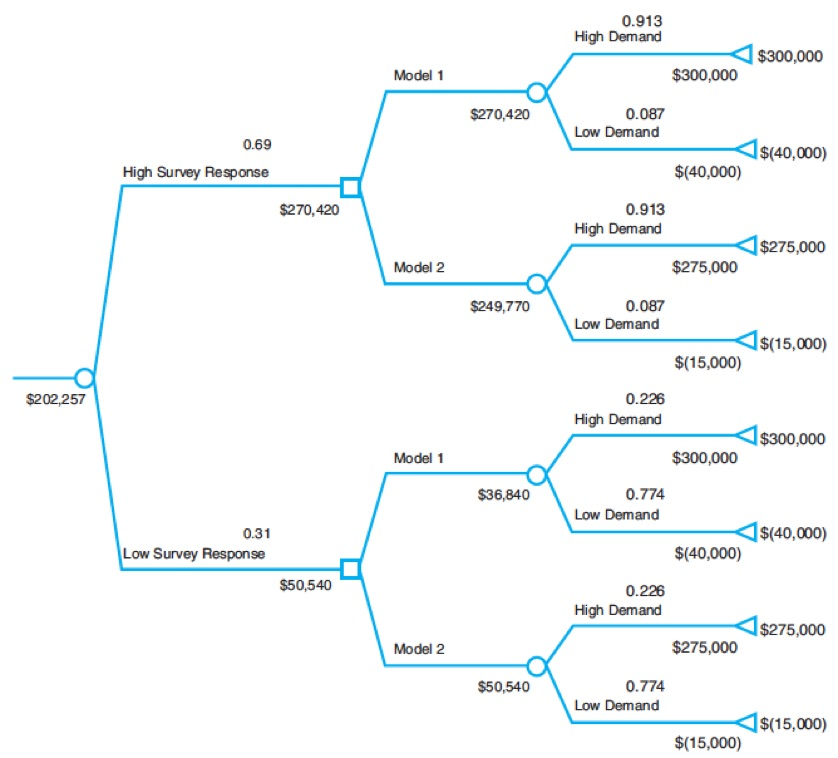 0.913
High Demand
$300,000
$300,000
Model 1
$270,420
0.087
Low Demand
$(40,000)
$(40,000)
0.69
High Survey Response
$270,420
0.913
High Demand
$275,000
$275,000
Model 2
$249,770
0.087
Low Demand
$(15,000)
$(15,000)
$202,257
0.226
High Demand
$300,000
$300,000
Model 1
$36,840
0.774
Low Demand
$(40,000)
$(40,000)
0.31
Low Survey Response
$50,540
0.226
High Demand
$275,000
$275,000
Model 2
$50,540
0.774
Low Demand
$(15,000)
$(15,000)